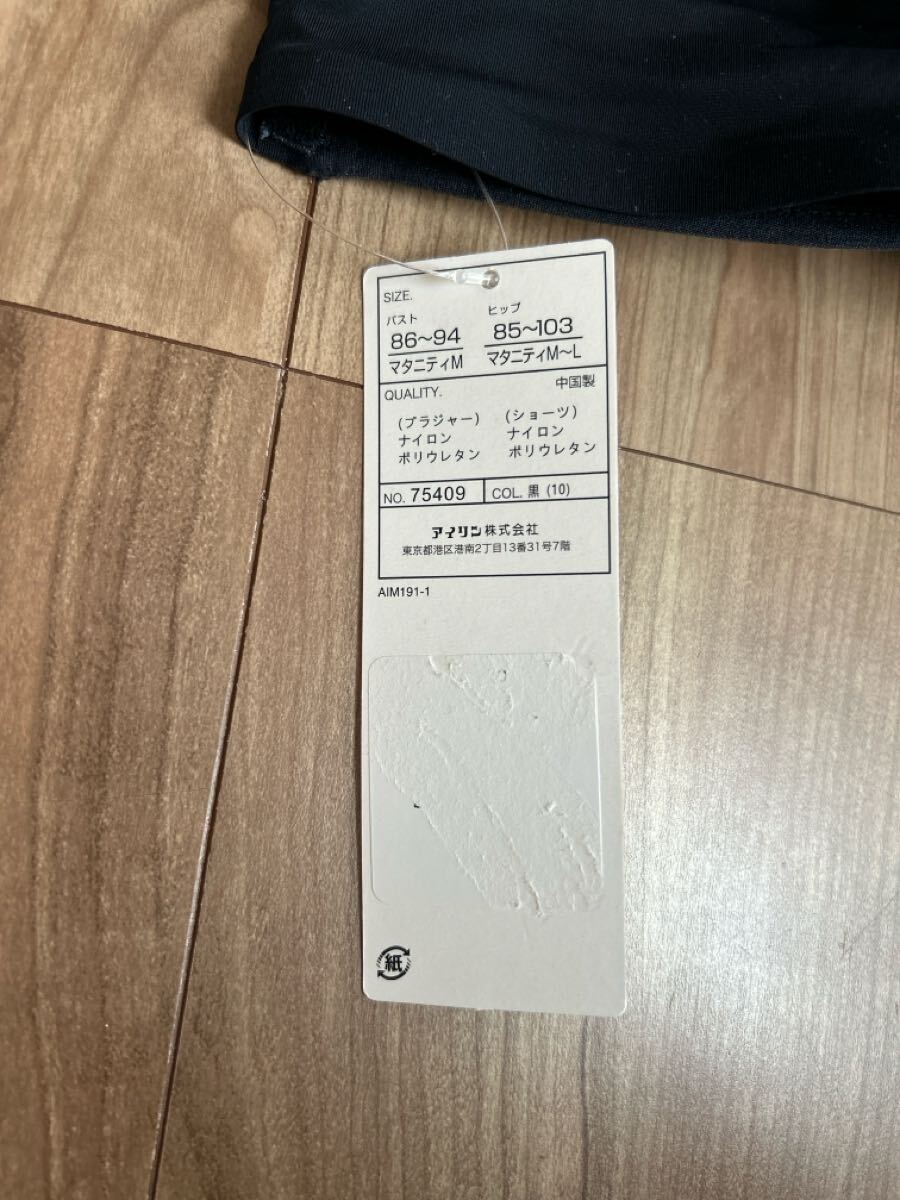 SIZE.
バスト ヒップ
86〜94 85〜103
マタニティM マタニティM〜L
QUALITY. 中国製
(ブラジャー) (ショーツ)
ナイロン ナイロン
ポリウレタン ポリウレタン
NO. 75409 COL. 黒 (10)
アイリン株式会社
東京都港区港南2丁目13番31号7階
AIM191-1
紙